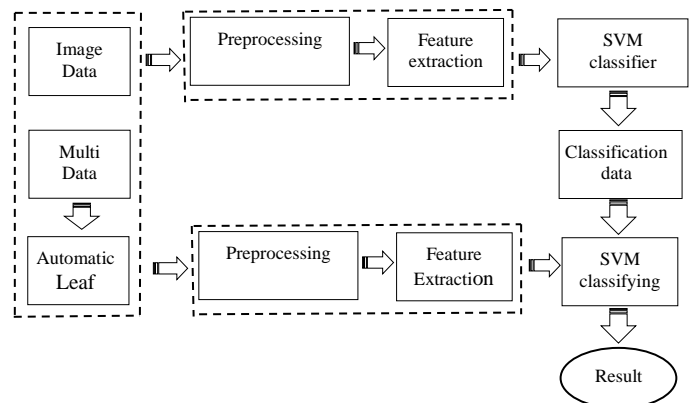 Image
Data
Preprocessing
Feature
extraction
SVM
classifier
Multi
Data
Classification
data
Automatic
Leaf
Preprocessing
Feature
Extraction
SVM
classifying
Result